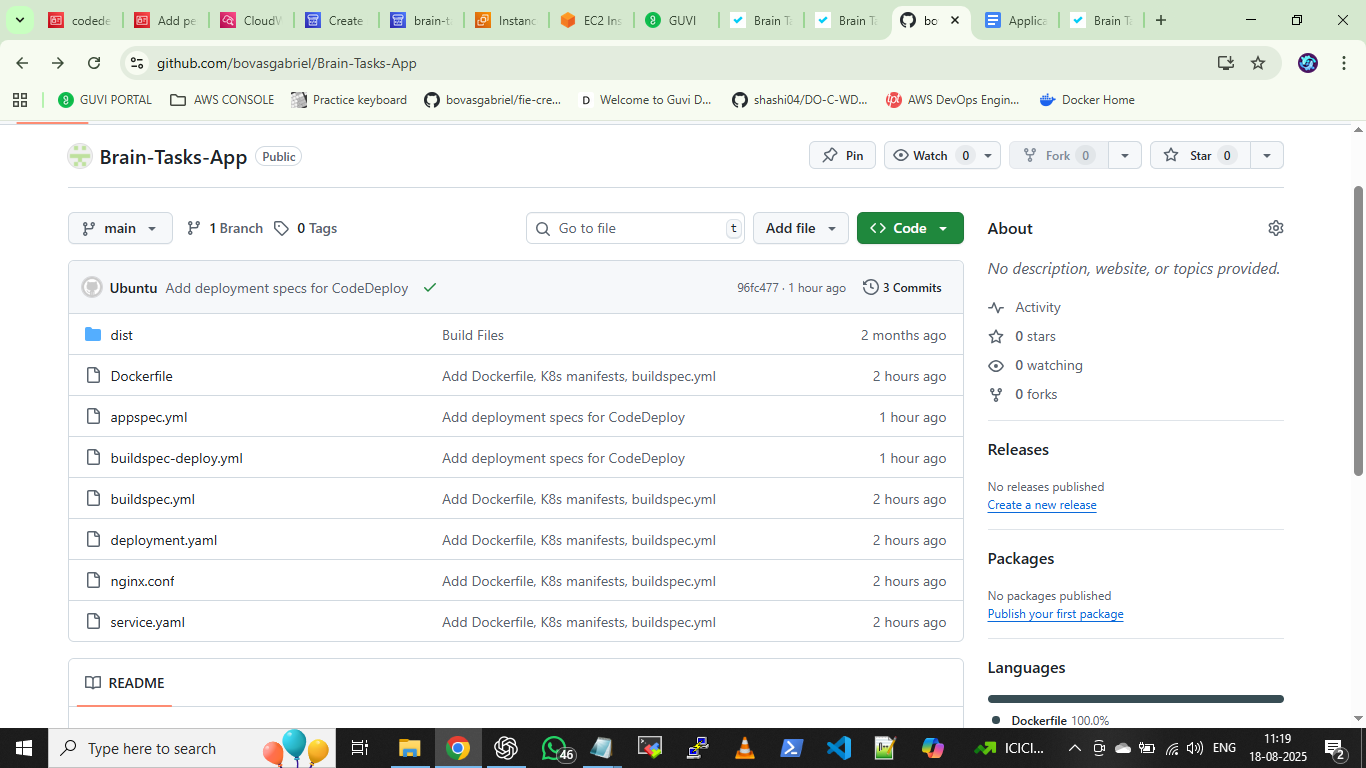 codede
Add pe
CloudW
Create
brain-ta
Instanc
EC2 Ins
GUVI
Brain Ta
Brain Ta
bo
Applica
Brain Ta
github.com/bovasgabriel/Brain-Tasks-App
GUVI PORTAL
AWS CONSOLE
Practice keyboard
bovasgabriel/fie-cre...
Welcome to Guvi D...
shashi04/DO-C-WD...
AWS DevOps Engin...
Docker Home
Brain-Tasks-App Public
Pin
Watch 0
Fork 0
Star 0
main
1 Branch
0 Tags
Go to file t
Add file
Code
Ubuntu Add deployment specs for CodeDeploy 96fc477 · 1 hour ago 3 Commits
dist Build Files 2 months ago
Dockerfile Add Dockerfile, K8s manifests, buildspec.yml 2 hours ago
appspec.yml Add deployment specs for CodeDeploy 1 hour ago
buildspec-deploy.yml Add deployment specs for CodeDeploy 1 hour ago
buildspec.yml Add Dockerfile, K8s manifests, buildspec.yml 2 hours ago
deployment.yaml Add Dockerfile, K8s manifests, buildspec.yml 2 hours ago
nginx.conf Add Dockerfile, K8s manifests, buildspec.yml 2 hours ago
service.yaml Add Dockerfile, K8s manifests, buildspec.yml 2 hours ago
README
About
No description, website, or topics provided.
Activity
0 stars
0 watching
0 forks
Releases
No releases published
Create a new release
Packages
No packages published
Publish your first package
Languages
Dockerfile 100.0%
Type here to search
46
ICICI...
ENG
11:19
18-08-2025
2